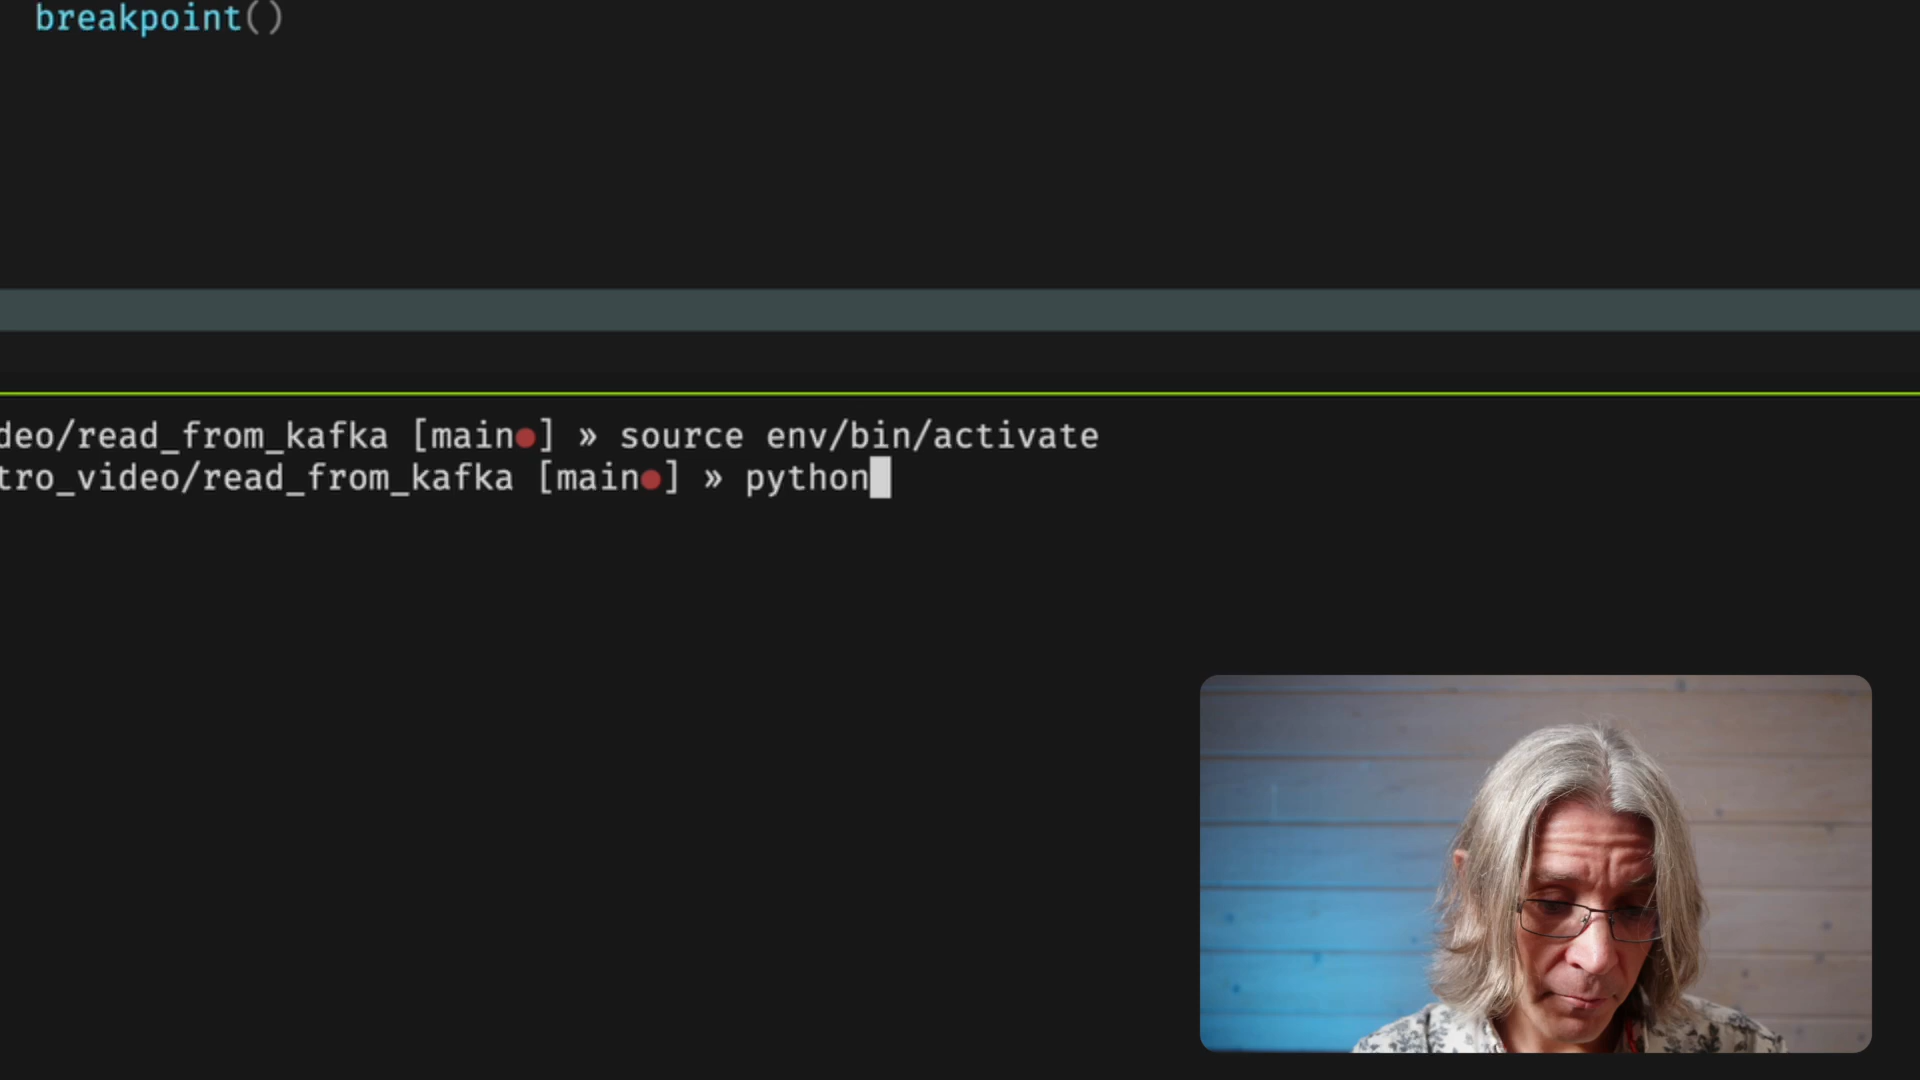 breakpoint()
deo/read_from_kafka [main●] » source env/bin/activate
tro_video/read_from_kafka [main●] » python